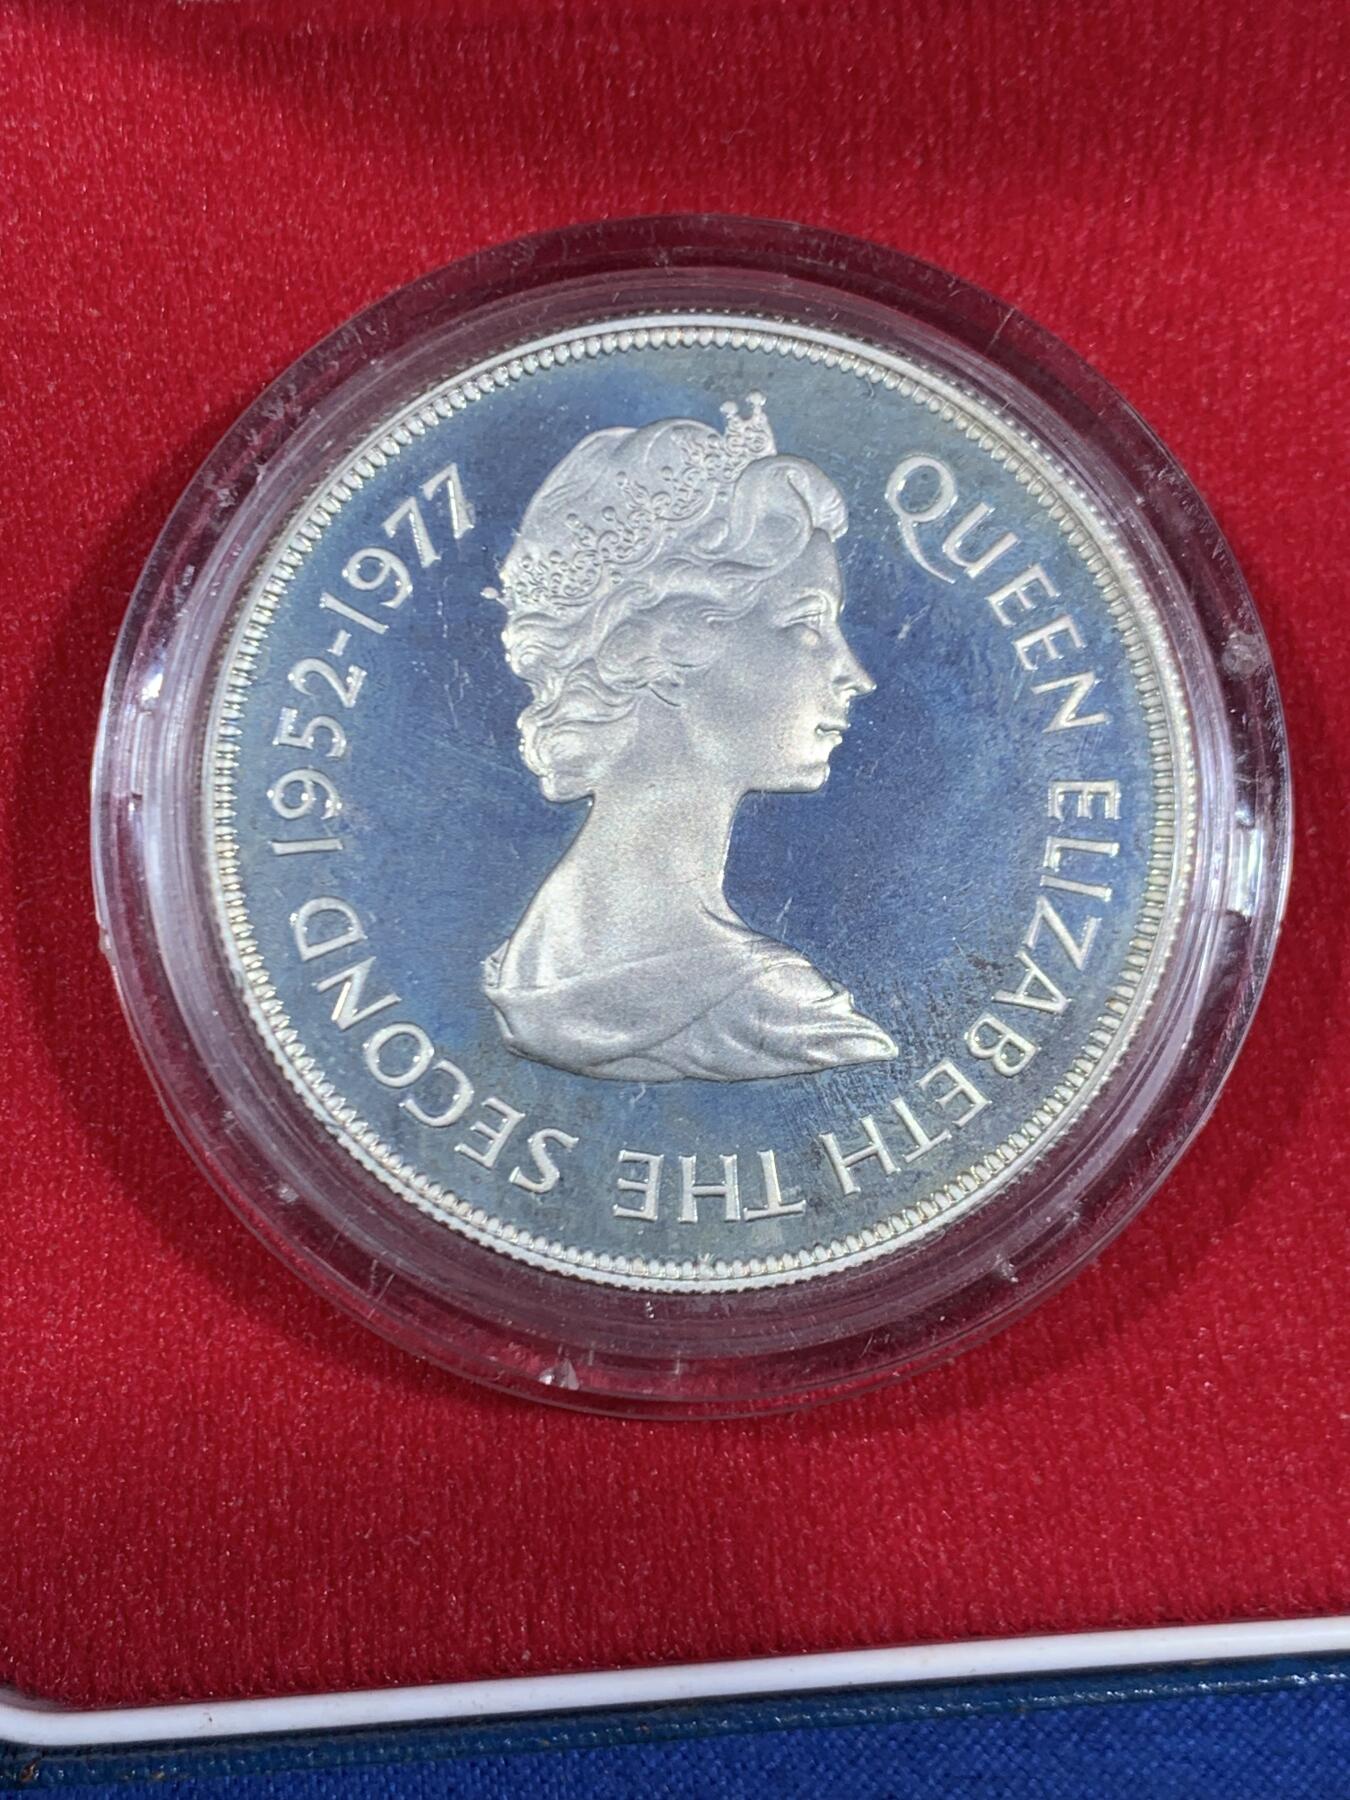 QUEEN ELIZABETH THE SECOND 1952-1977